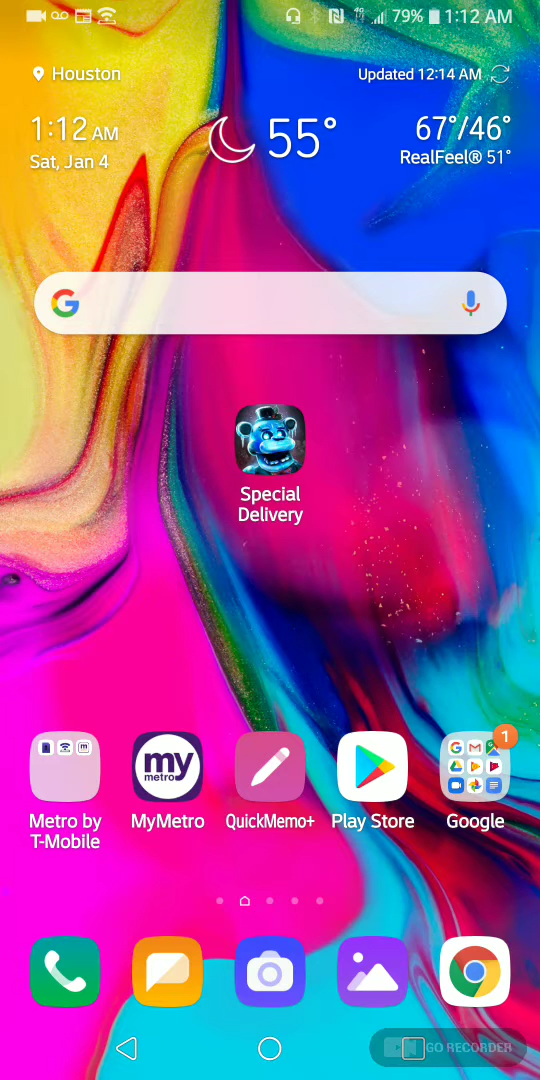 4G
79%
1:12 AM
Houston
Updated 12:14 AM
1:12 AM
Sat, Jan 4
55°
67°/46°
RealFeel® 51°
Special
Delivery
my
metro
1
Metro by
T-Mobile
MyMetro
QuickMemo+
Play Store
Google
GO RECORDER